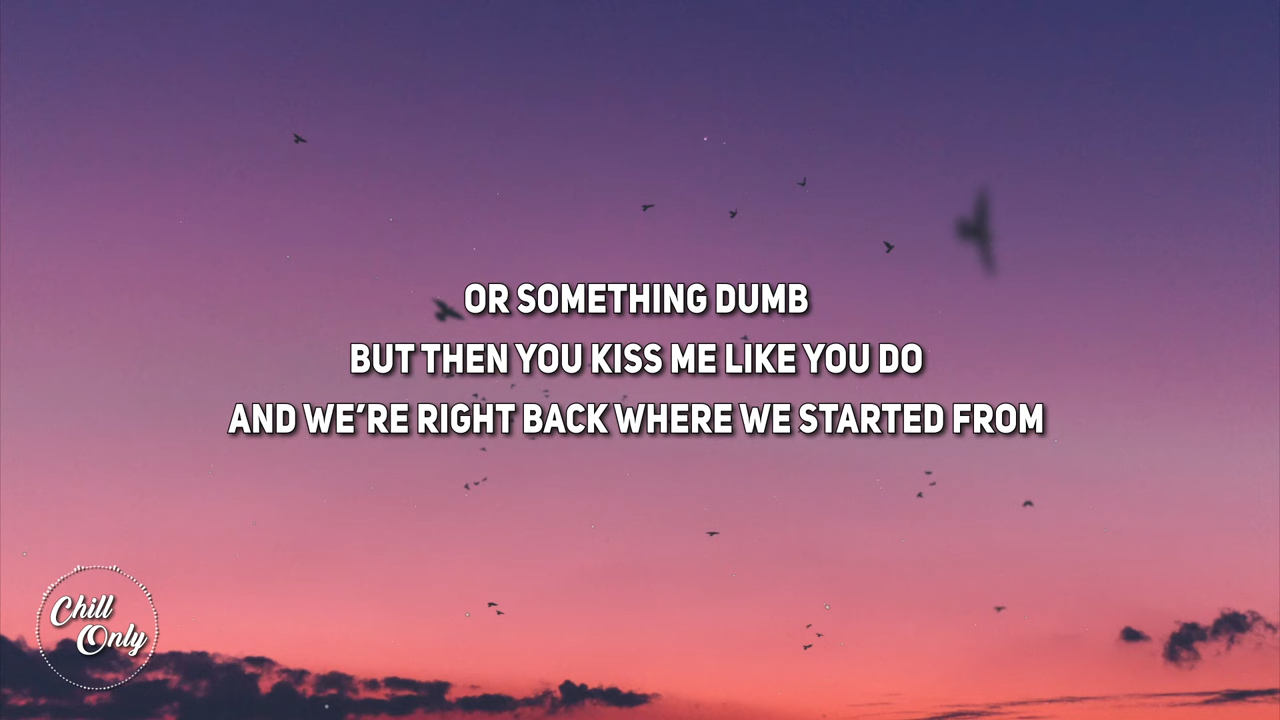 OR SOMETHING DUMB
BUT THEN YOU KISS ME LIKE YOU DO
AND WE’RE RIGHT BACK WHERE WE STARTED FROM
Chill
Only